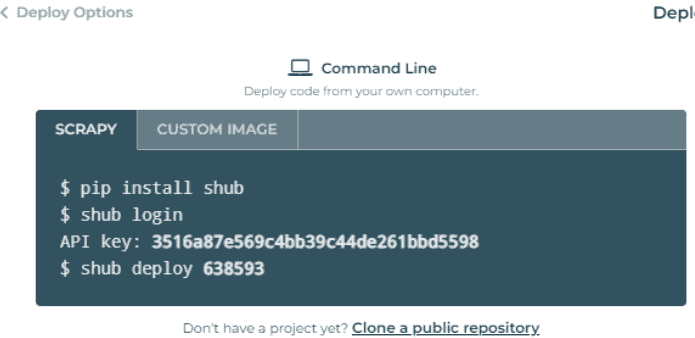 < Deploy Options
Depl
Command Line
Deploy code from your own computer.
SCRAPY CUSTOM IMAGE
$ pip install shub
$ shub login
API key: 3516a87e569c4bb39c44de261bbd5598
$ shub deploy 638593
Don't have a project yet? Clone a public repository